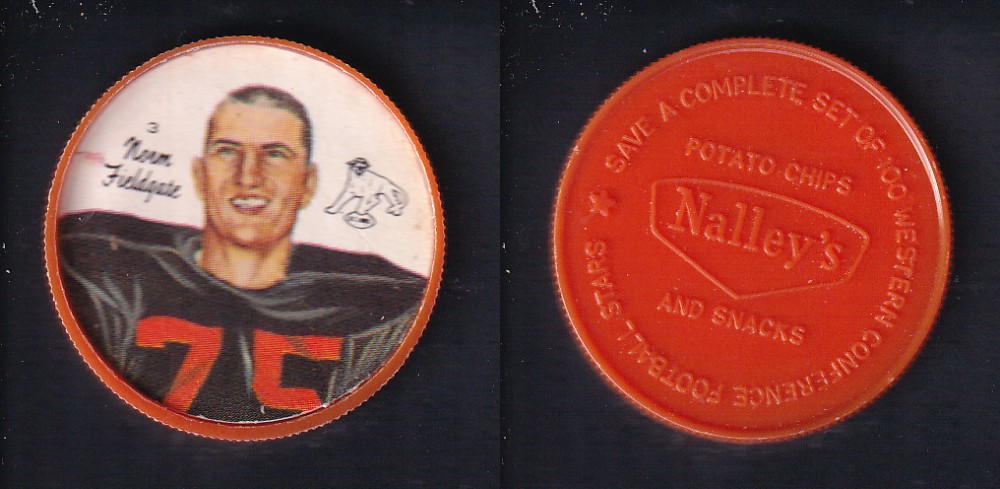 3
Norm
Fieldgate
75
SAVE A COMPLETE SET OF 100 WESTERN CONFERENCE FOOTBALL STARS
POTATO CHIPS
Nalley's
AND SNACKS